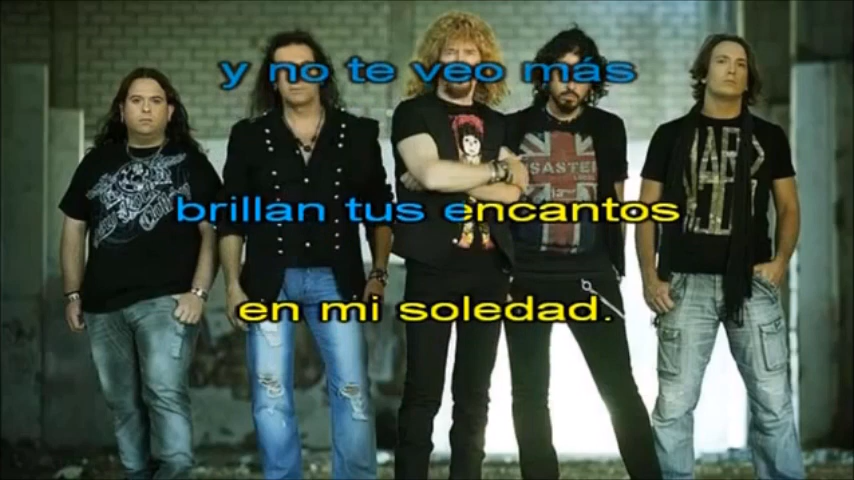 y no te veo más
brillan tus encantos
en mi soledad.